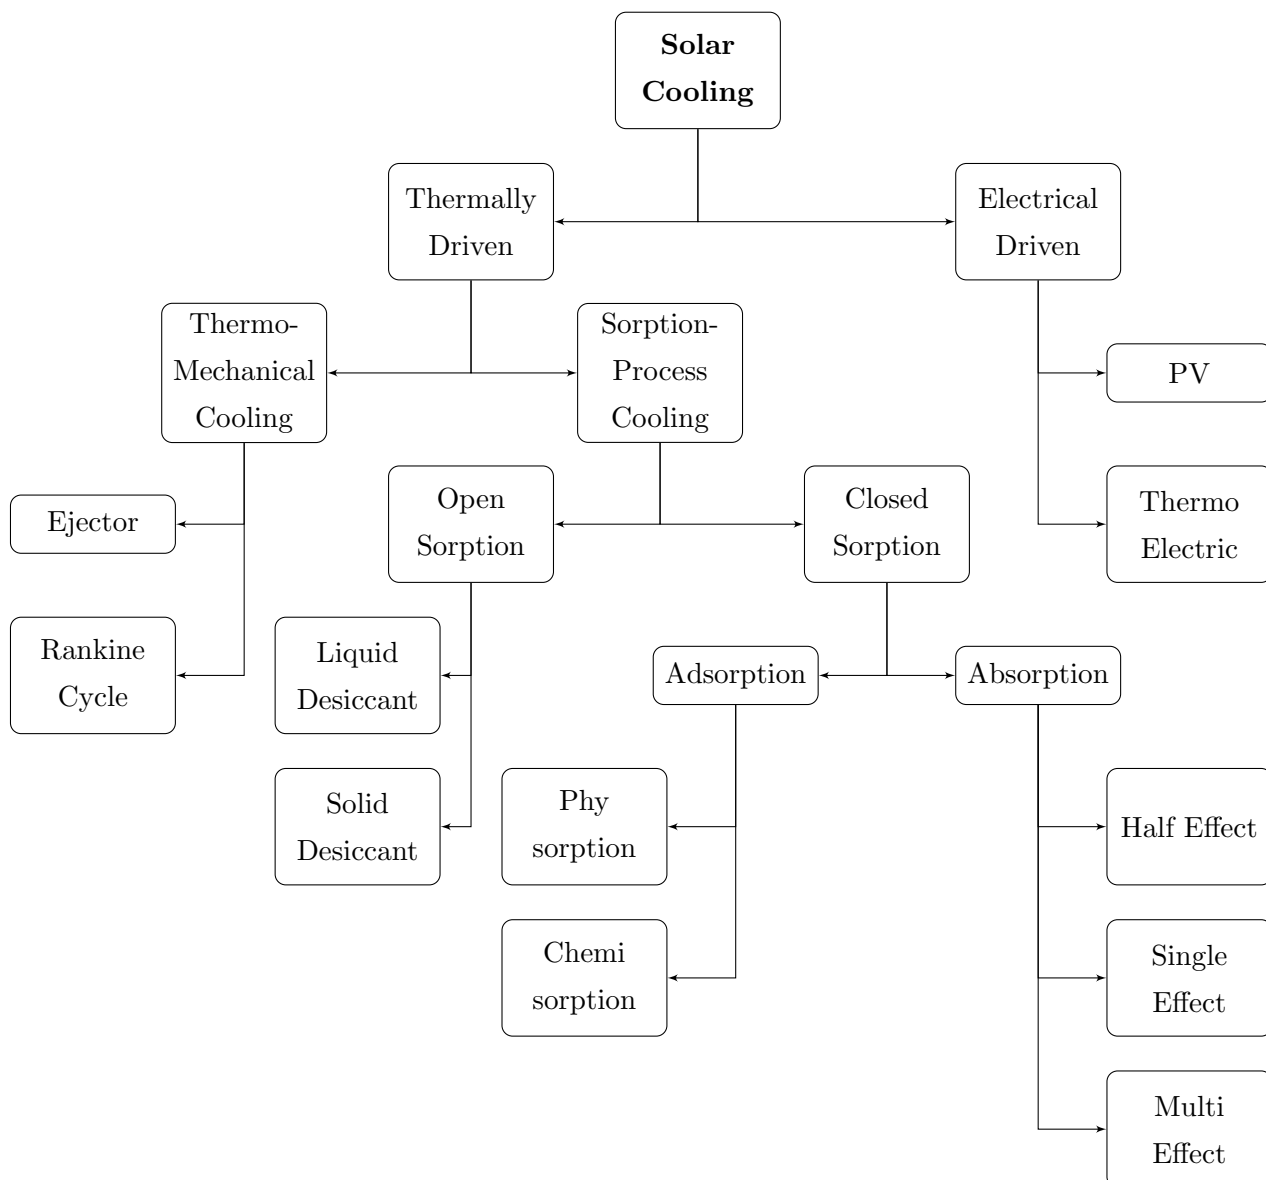 Solar
Cooling
Thermally
Driven
Electrical
Driven
Thermo-
Mechanical
Cooling
Sorption-
Process
Cooling
PV
Ejector
Open
Sorption
Closed
Sorption
Thermo
Electric
Rankine
Cycle
Liquid
Desiccant
Adsorption
Absorption
Solid
Desiccant
Phy
sorption
Half Effect
Chemi
sorption
Single
Effect
Multi
Effect